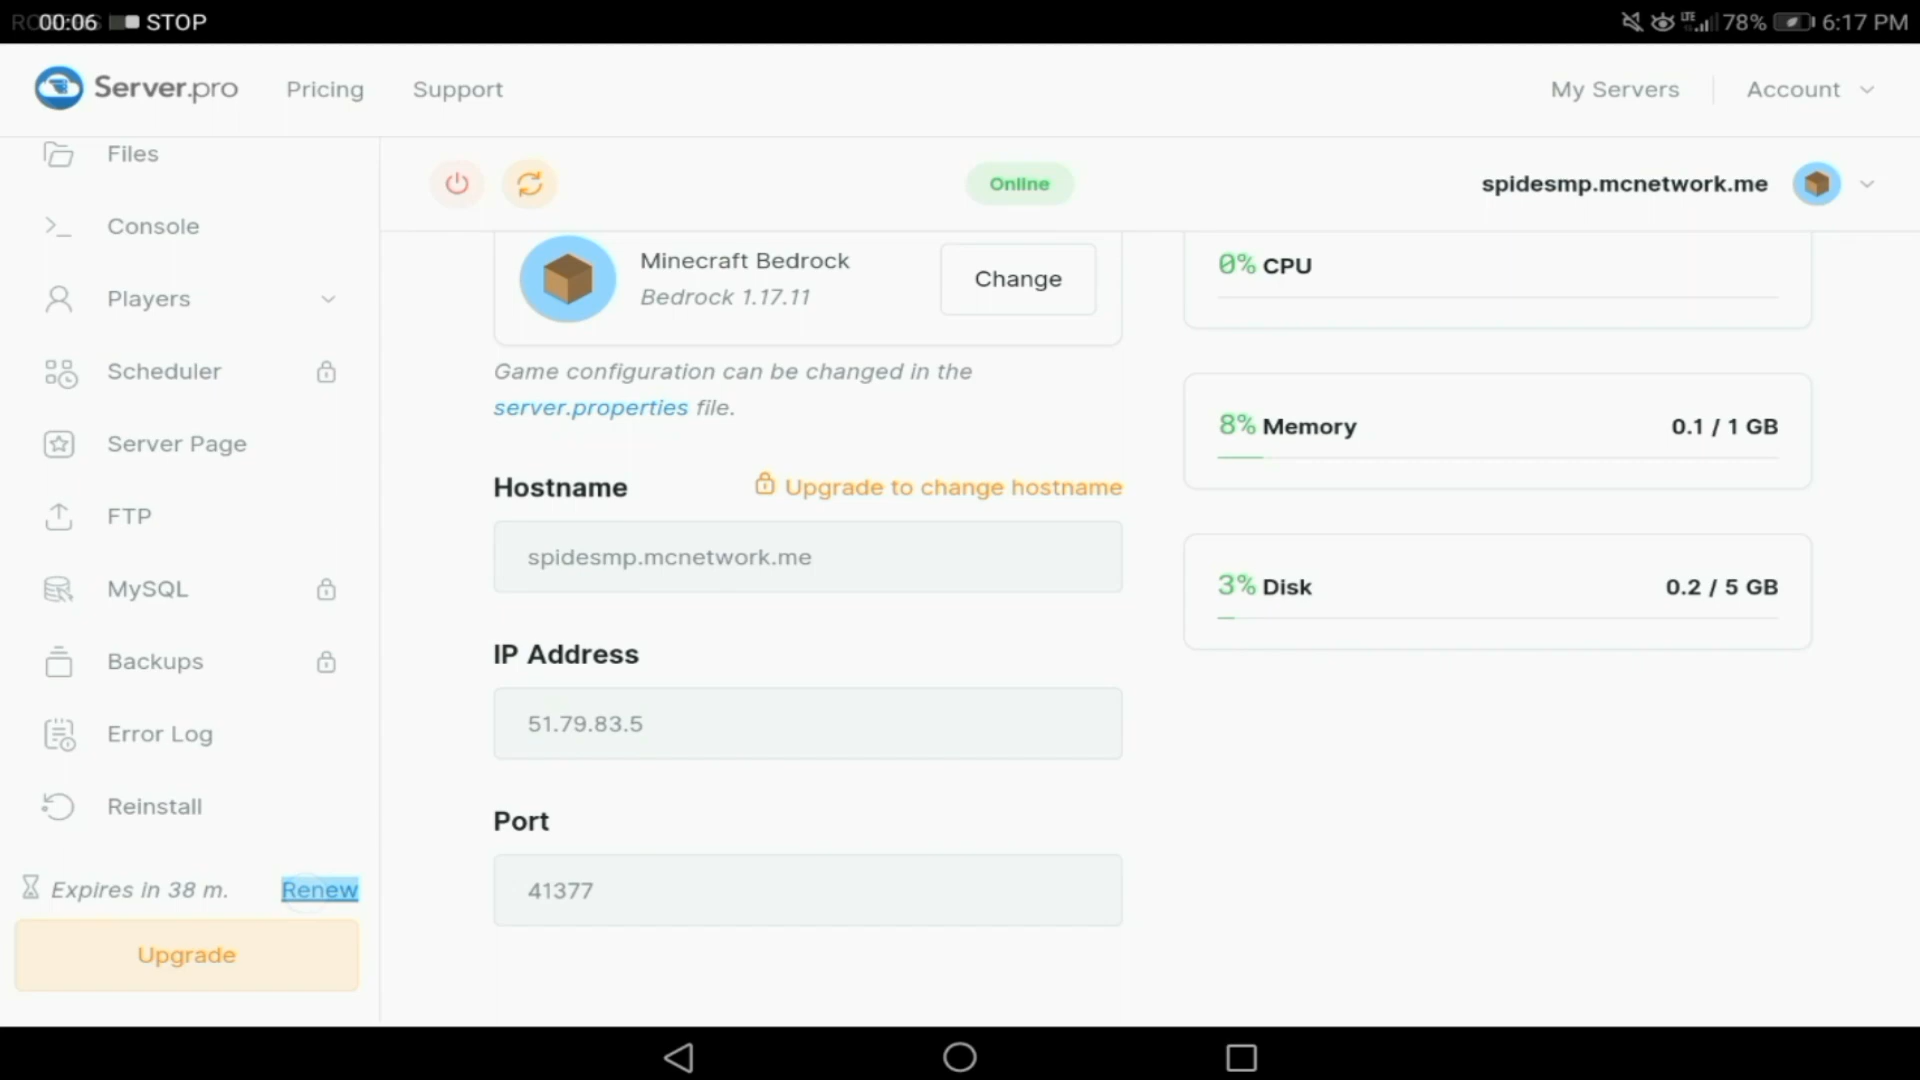 00:06 STOP
LTE 78% 6:17 PM
Server.pro Pricing Support My Servers Account
Files
Console
Players
Scheduler
Server Page
FTP
MySQL
Backups
Error Log
Reinstall
Expires in 38 m. Renew
Upgrade
Online
spidesmp.mcnetwork.me
Minecraft Bedrock
Bedrock 1.17.11
Change
Game configuration can be changed in the
server.properties file.
Hostname Upgrade to change hostname
spidesmp.mcnetwork.me
IP Address
51.79.83.5
Port
41377
0% CPU
8% Memory 0.1 / 1 GB
3% Disk 0.2 / 5 GB